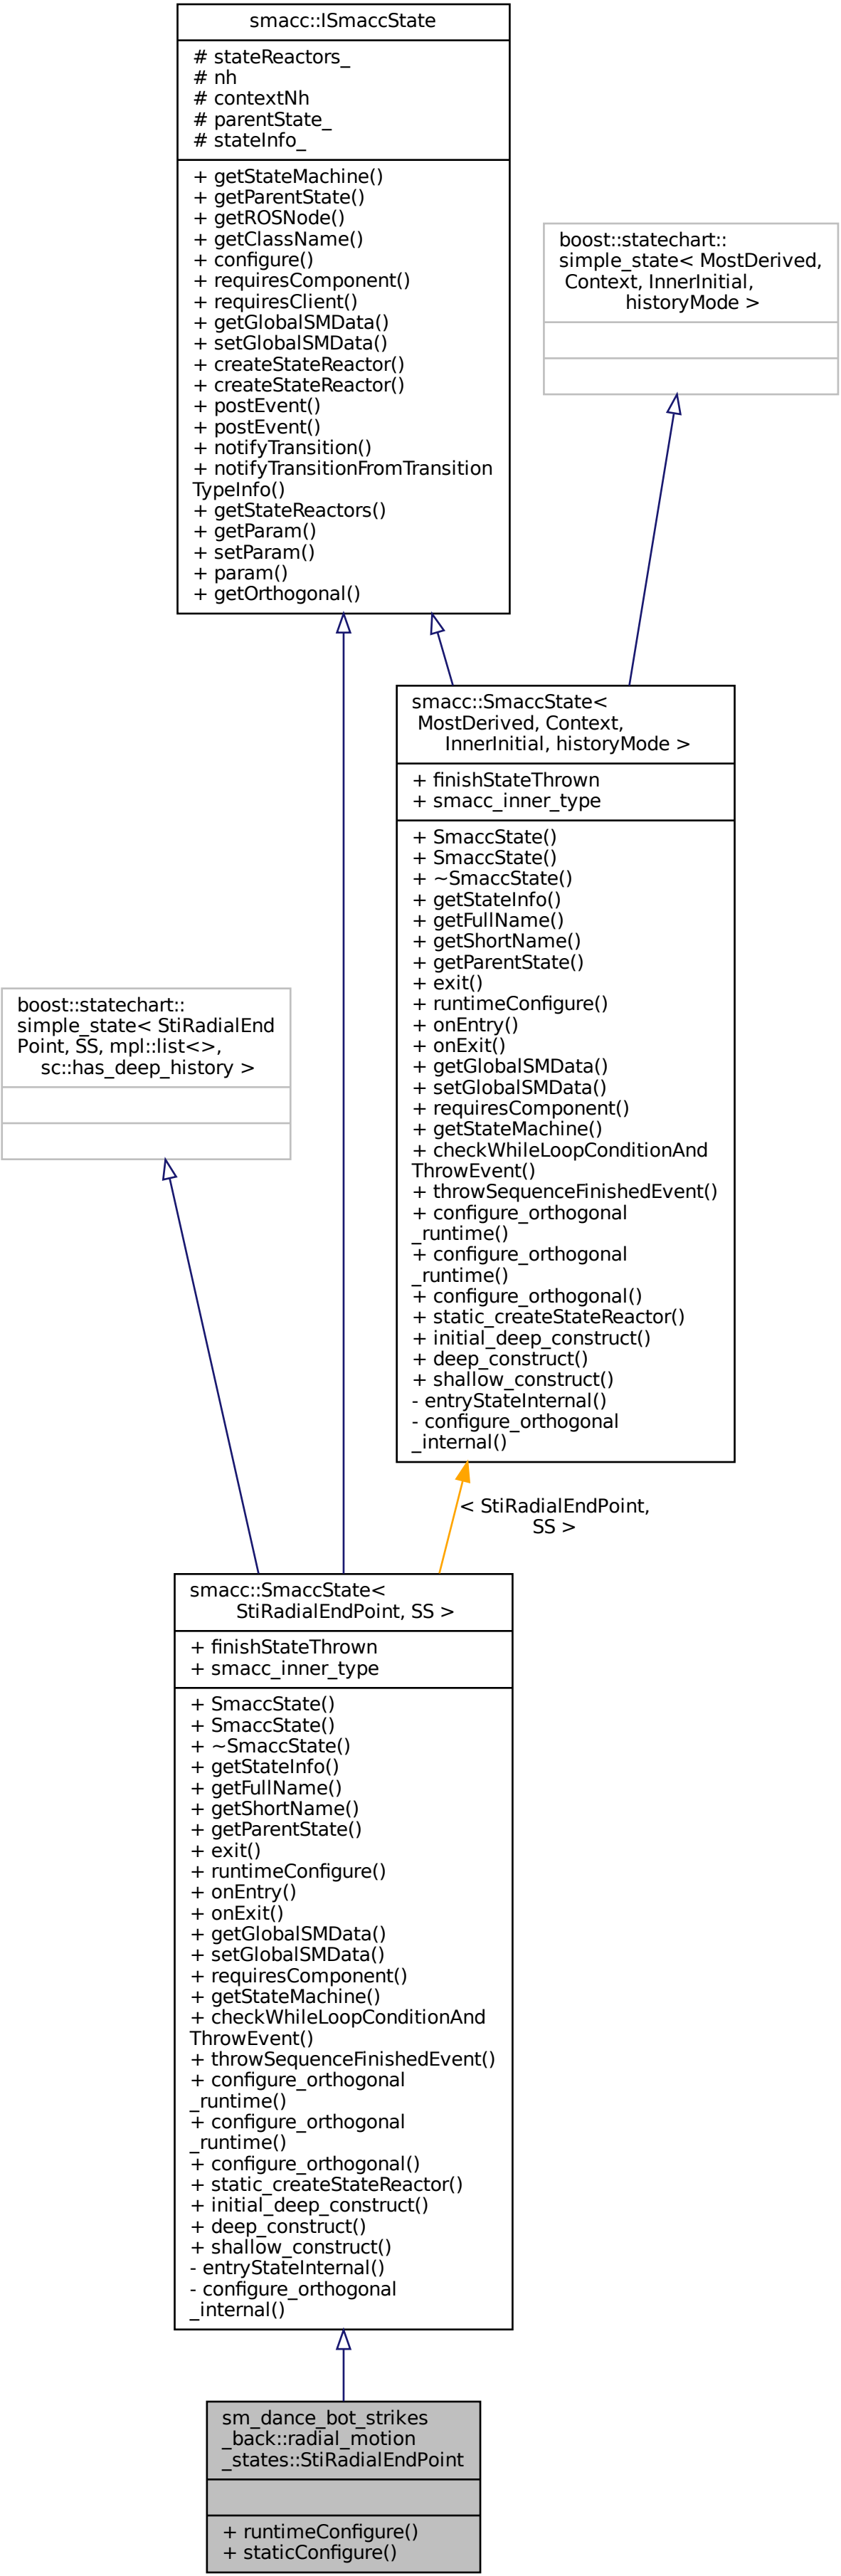 smacc::ISmaccState
# stateReactors_
# nh
# contextNh
# parentState_
# stateInfo_
+ getStateMachine()
+ getParentState()
+ getROSNode()
+ getClassName()
+ configure()
+ requiresComponent()
+ requiresClient()
+ getGlobalSMData()
+ setGlobalSMData()
+ createStateReactor()
+ createStateReactor()
+ postEvent()
+ postEvent()
+ notifyTransition()
+ notifyTransitionFromTransition
TypeInfo()
+ getStateReactors()
+ getParam()
+ setParam()
+ param()
+ getOrthogonal()
boost::statechart::
simple_state< MostDerived,
Context, InnerInitial,
historyMode >
smacc::SmaccState<
MostDerived, Context,
InnerInitial, historyMode >
+ finishStateThrown
+ smacc_inner_type
+ SmaccState()
+ SmaccState()
+ ~SmaccState()
+ getStateInfo()
+ getFullName()
+ getShortName()
+ getParentState()
+ exit()
+ runtimeConfigure()
+ onEntry()
+ onExit()
+ getGlobalSMData()
+ setGlobalSMData()
+ requiresComponent()
+ getStateMachine()
+ checkWhileLoopConditionAnd
ThrowEvent()
+ throwSequenceFinishedEvent()
+ configure_orthogonal
_runtime()
+ configure_orthogonal
_runtime()
+ configure_orthogonal()
+ static_createStateReactor()
+ initial_deep_construct()
+ deep_construct()
+ shallow_construct()
- entryStateInternal()
- configure_orthogonal
_internal()
boost::statechart::
simple_state< StiRadialEnd
Point, SS, mpl::list<>,
sc::has_deep_history >
< StiRadialEndPoint,
SS >
smacc::SmaccState<
StiRadialEndPoint, SS >
+ finishStateThrown
+ smacc_inner_type
+ SmaccState()
+ SmaccState()
+ ~SmaccState()
+ getStateInfo()
+ getFullName()
+ getShortName()
+ getParentState()
+ exit()
+ runtimeConfigure()
+ onEntry()
+ onExit()
+ getGlobalSMData()
+ setGlobalSMData()
+ requiresComponent()
+ getStateMachine()
+ checkWhileLoopConditionAnd
ThrowEvent()
+ throwSequenceFinishedEvent()
+ configure_orthogonal
_runtime()
+ configure_orthogonal
_runtime()
+ configure_orthogonal()
+ static_createStateReactor()
+ initial_deep_construct()
+ deep_construct()
+ shallow_construct()
- entryStateInternal()
- configure_orthogonal
_internal()
sm_dance_bot_strikes
_back::radial_motion
_states::StiRadialEndPoint
+ runtimeConfigure()
+ staticConfigure()